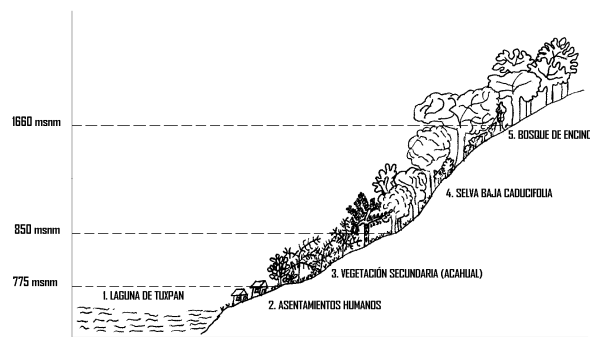 1660 msnm
5. BOSQUE DE ENCINO
4. SELVA BAJA CADUCIFOLIA
850 msnm
3. VEGETACIÓN SECUNDARIA (ACAHUAL)
775 msnm
1. LAGUNA DE TUXPAN
2. ASENTAMIENTOS HUMANOS